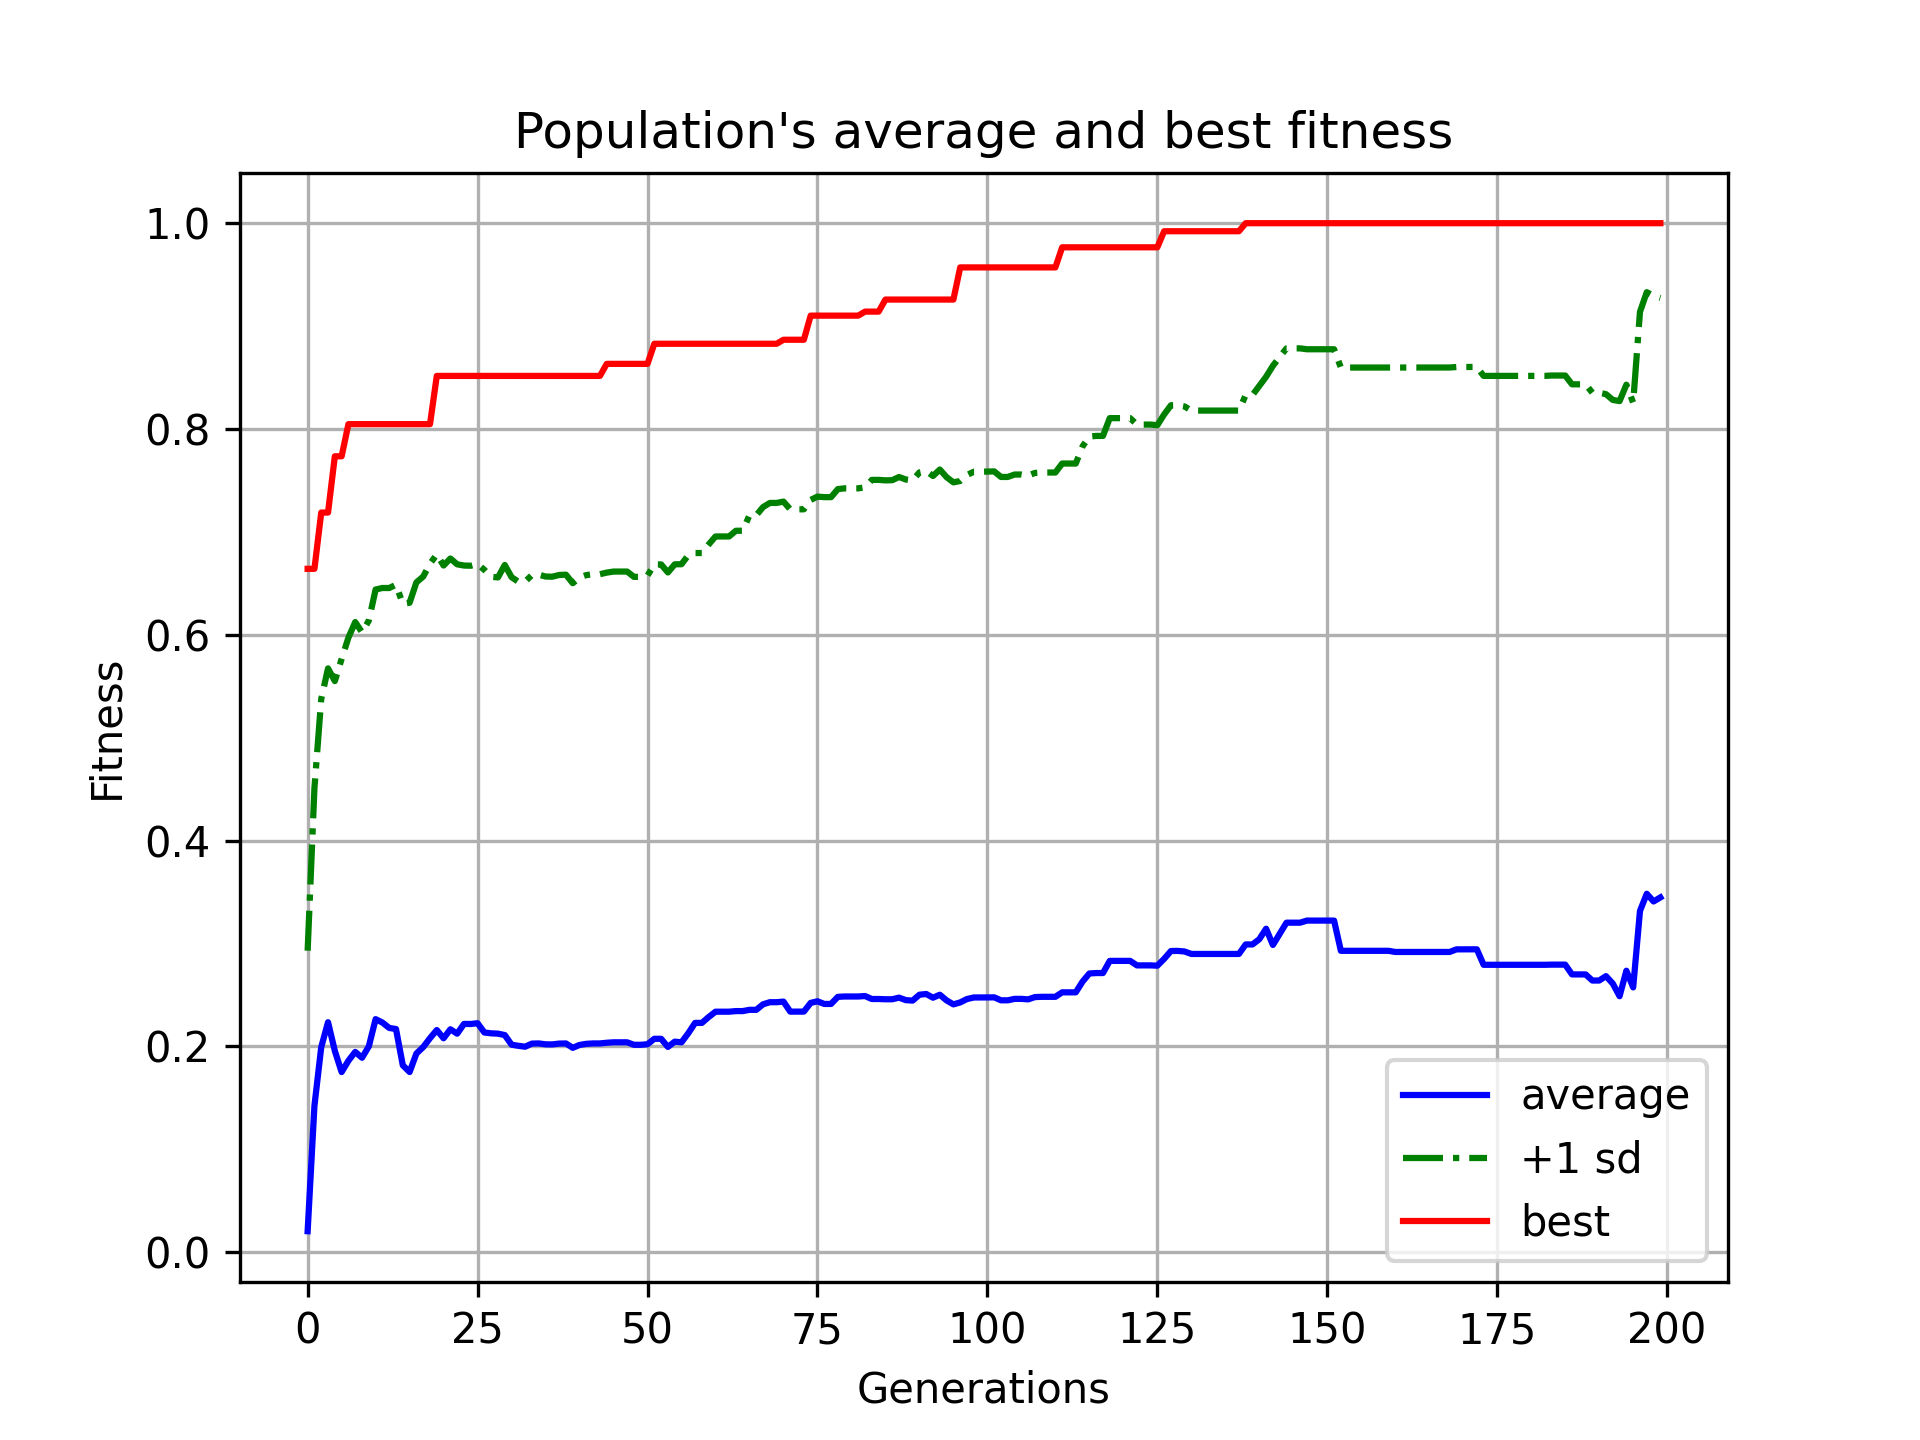 Population's average and best fitness
1.0
0.8
0.6
0.4
0.2
0.0
Fitness
average
+1 sd
best
0 25 50 75 100 125 150 175 200
Generations